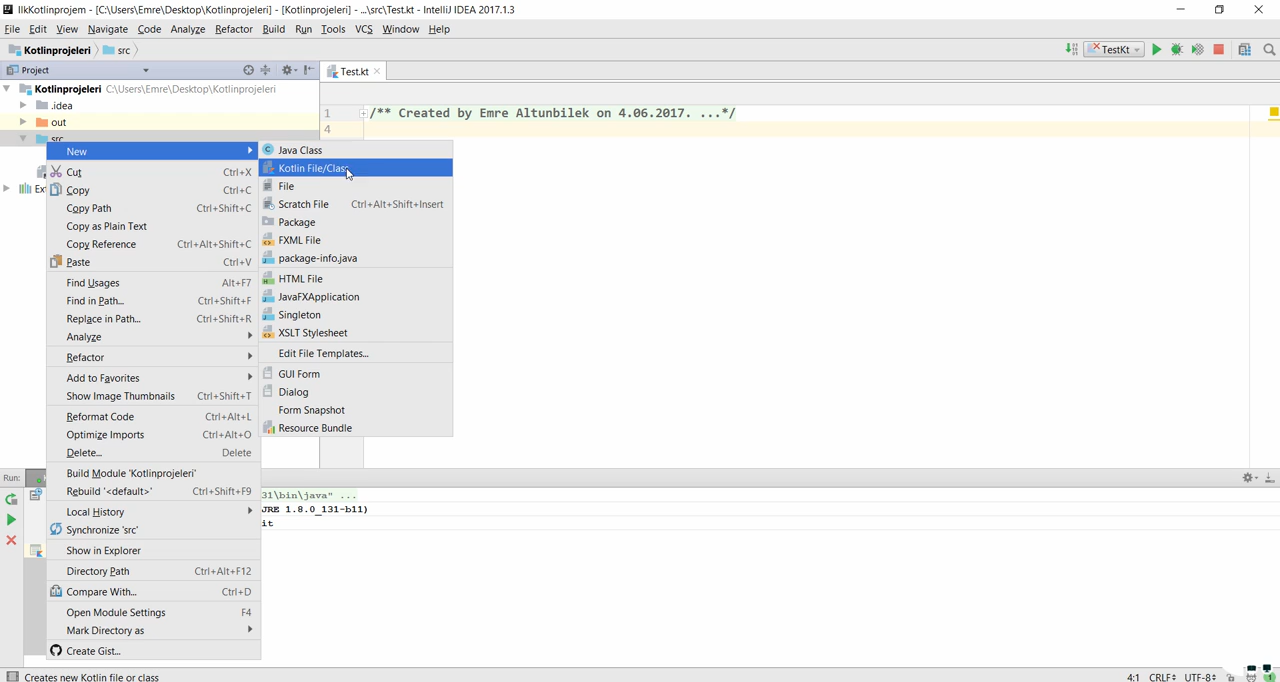 IlkKotlinprojem - [C:\Users\Emre\Desktop\Kotlinprojeleri] - [Kotlinprojeleri] - ...\src\Test.kt - IntelliJ IDEA 2017.1.3
File Edit View Navigate Code Analyze Refactor Build Run Tools VCS Window Help
Kotlinprojeleri src TestKt
Project Test.kt
Kotlinprojeleri C:\Users\Emre\Desktop\Kotlinprojeleri
.idea
out
src
1 /** Created by Emre Altunbilek on 4.06.2017. ...*/
4
New
Cut Ctrl+X
Copy Ctrl+C
Copy Path Ctrl+Shift+C
Copy as Plain Text
Copy Reference Ctrl+Alt+Shift+C
Paste Ctrl+V
Find Usages Alt+F7
Find in Path... Ctrl+Shift+F
Replace in Path... Ctrl+Shift+R
Analyze
Refactor
Add to Favorites
Show Image Thumbnails Ctrl+Shift+T
Reformat Code Ctrl+Alt+L
Optimize Imports Ctrl+Alt+O
Delete... Delete
Build Module 'Kotlinprojeleri'
Rebuild '<default>' Ctrl+Shift+F9
Local History
Synchronize 'src'
Show in Explorer
Directory Path Ctrl+Alt+F12
Compare With... Ctrl+D
Open Module Settings F4
Mark Directory as
Create Gist...
Java Class
Kotlin File/Class
File
Scratch File Ctrl+Alt+Shift+Insert
Package
FXML File
package-info.java
HTML File
JavaFXApplication
Singleton
XSLT Stylesheet
Edit File Templates...
GUI Form
Dialog
Form Snapshot
Resource Bundle
Ext
Run:
31\bin\java" ...
JRE 1.8.0_131-b11)
it
Creates new Kotlin file or class 4:1 CRLF UTF-8 1